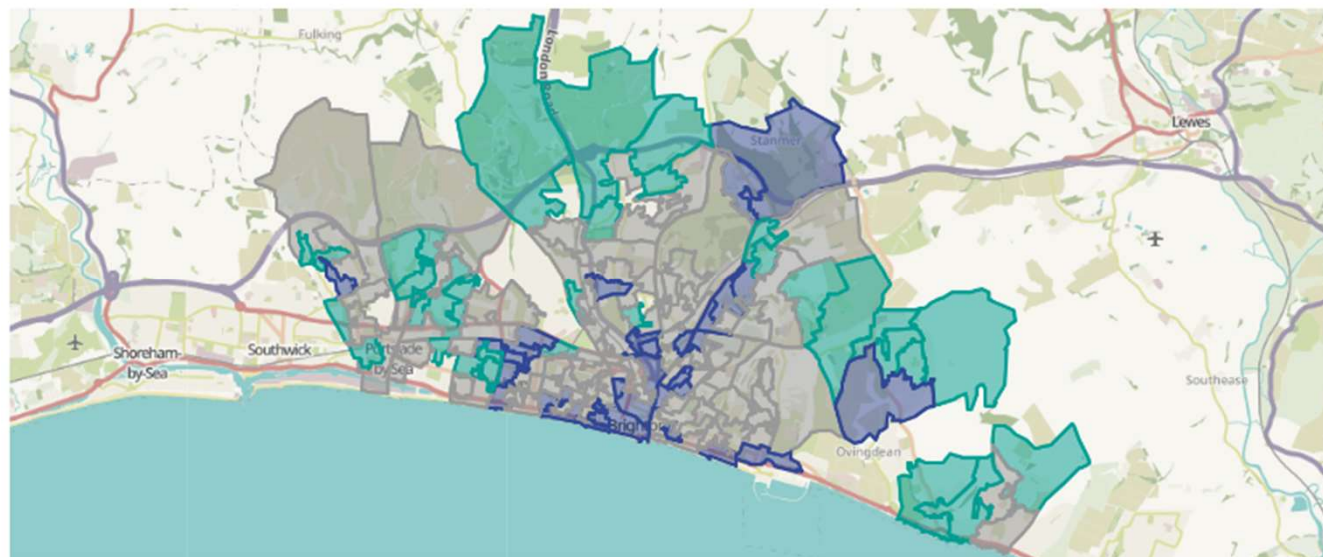 Fulking
London Road
Stanmer
Lewes
Shoreham-
by-Sea
Southwick
Portslade
by-Sea
Southease
Brighton
Ovingdean